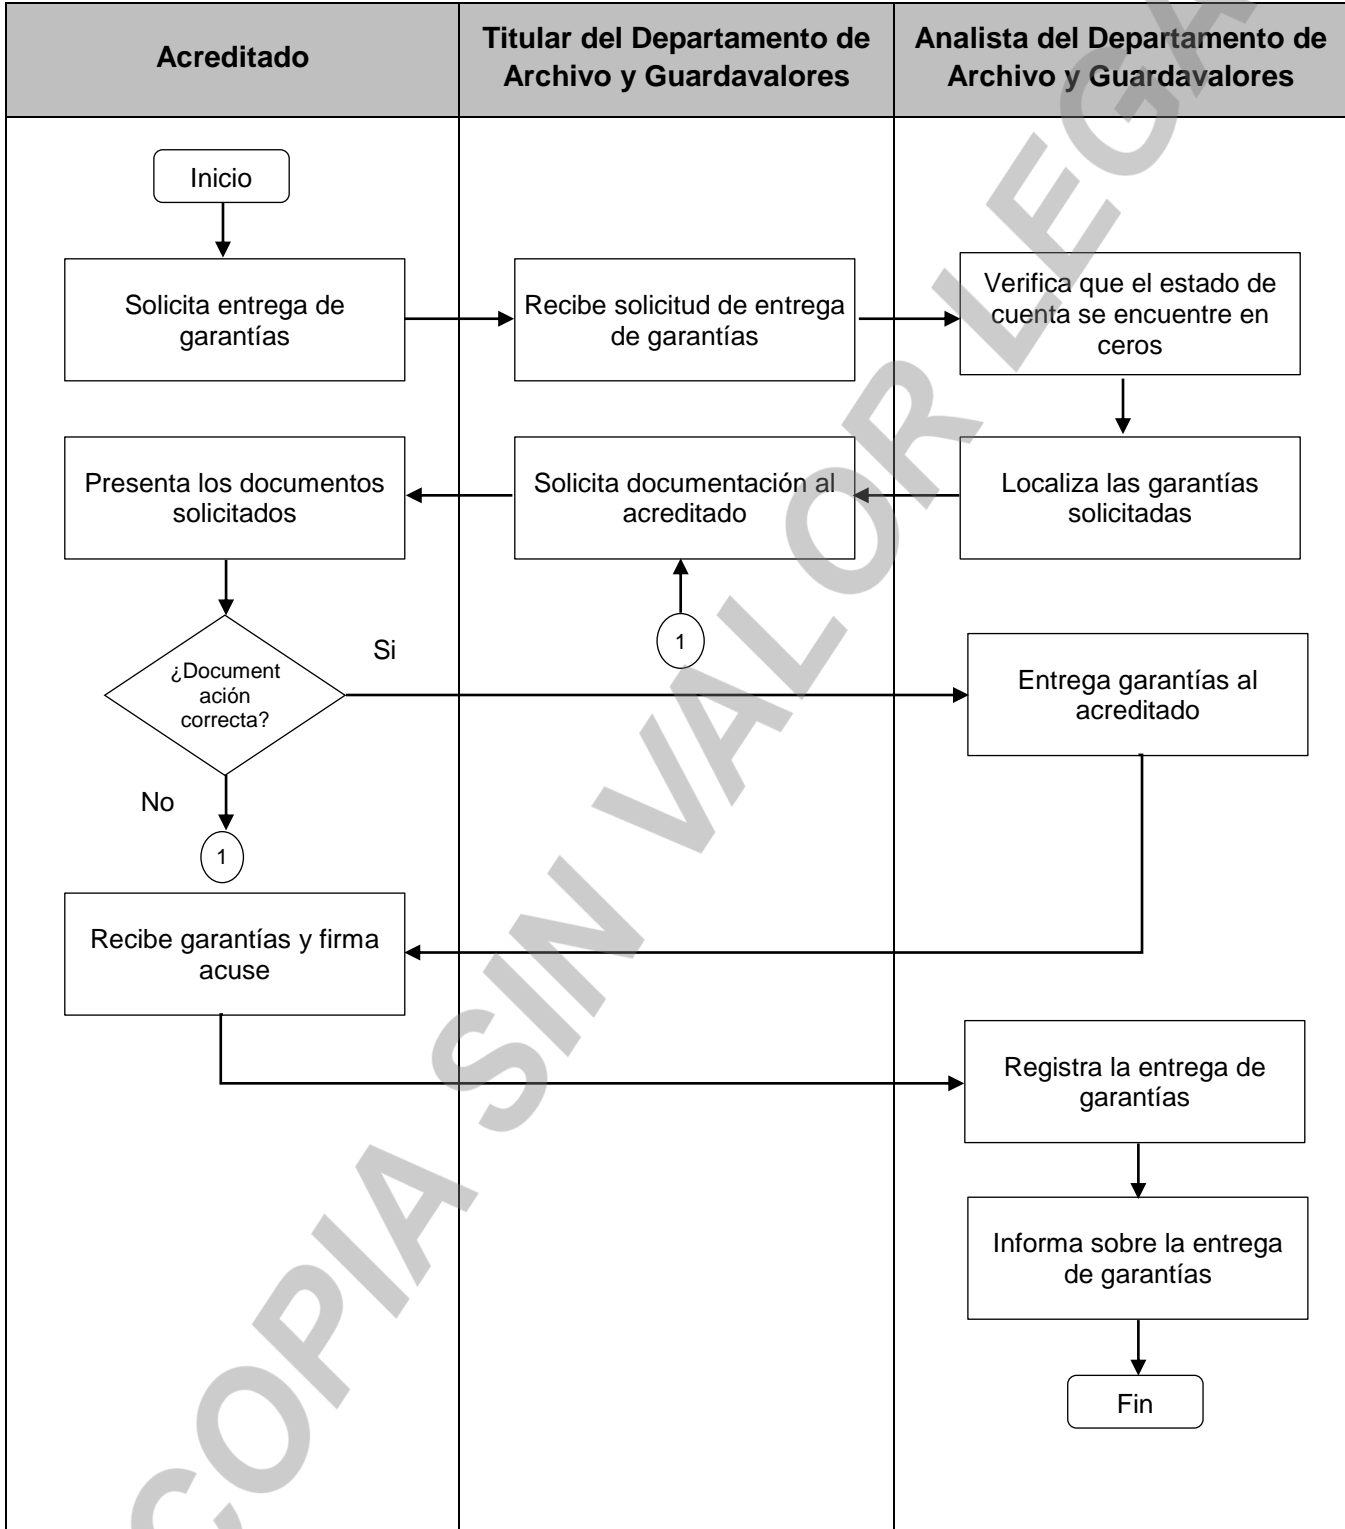 Acreditado
Titular del Departamento de
Archivo y Guardavalores
Analista del Departamento de
Archivo y Guardavalores
Inicio
Solicita entrega de
garantías
Recibe solicitud de entrega
de garantías
Verifica que el estado de
cuenta se encuentre en
ceros
Presenta los documentos
solicitados
Solicita documentación al
acreditado
Localiza las garantías
solicitadas
1
¿Document
ación
correcta?
Si
No
Entrega garantías al
acreditado
1
Recibe garantías y firma
acuse
Registra la entrega de
garantías
Informa sobre la entrega
de garantías
Fin
COPIA SIN VALOR LEGA